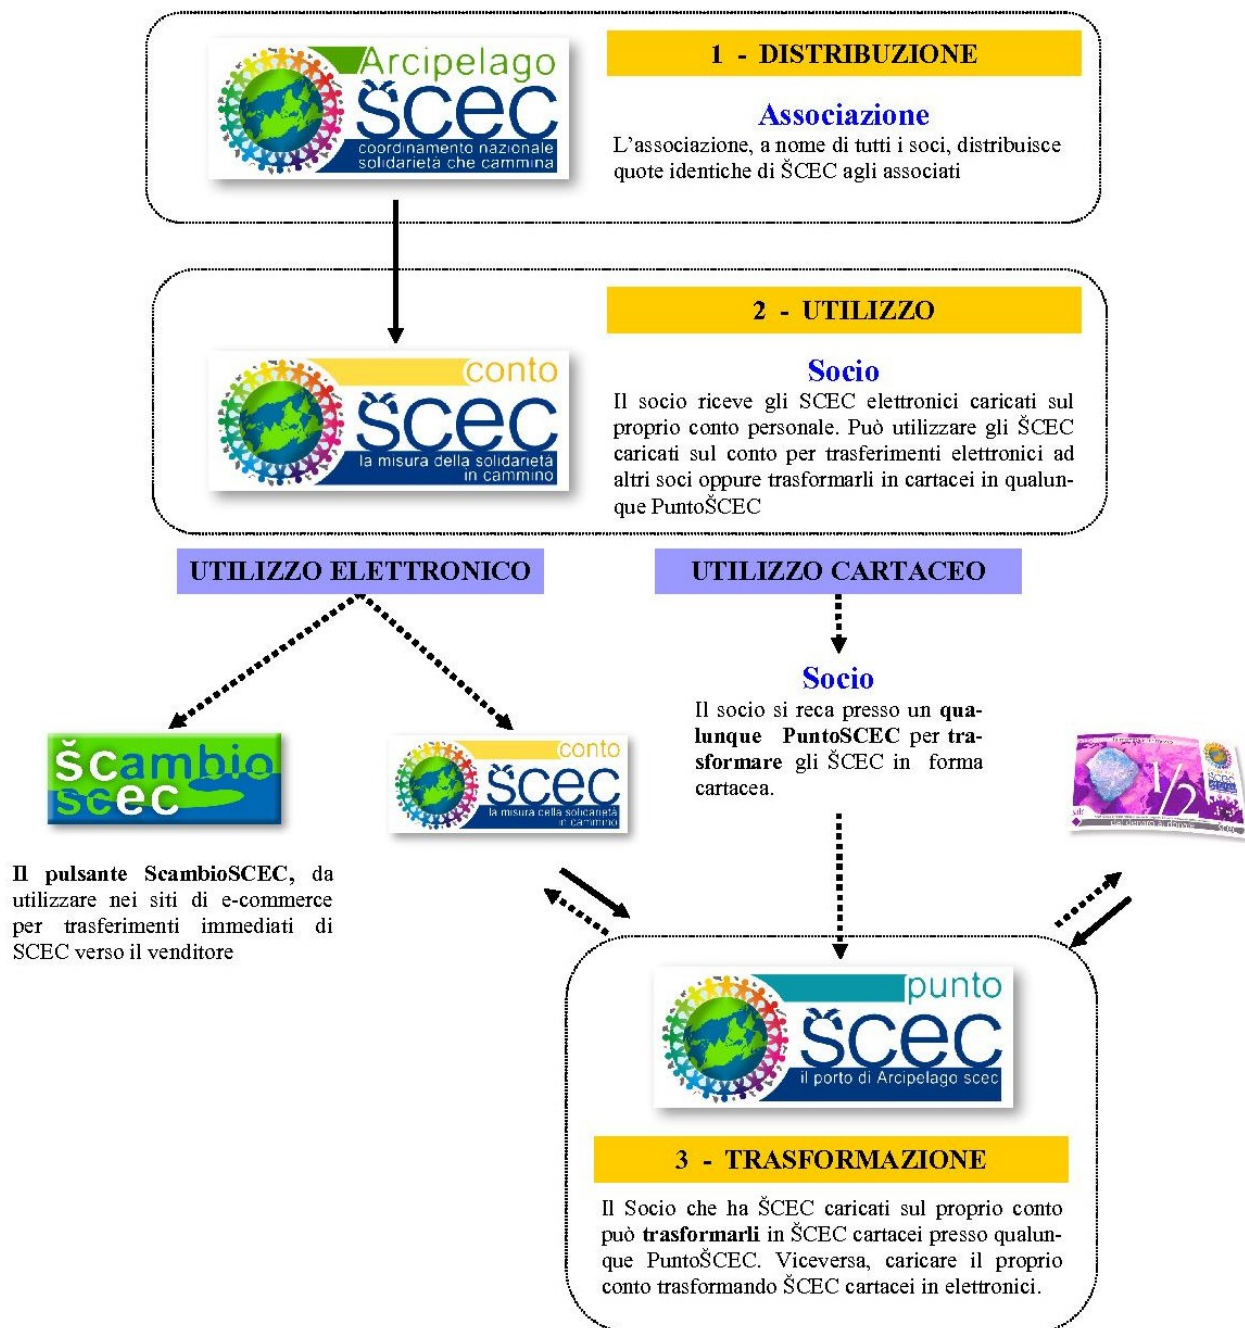 Arcipelago
šcec
coordinamento nazionale
solidarietà che cammina
1 - DISTRIBUZIONE
Associazione
L'associazione, a nome di tutti i soci, distribuisce
quote identiche di ŠCEC agli associati
conto
šcec
la misura della solidarietà
in cammino
2 - UTILIZZO
Socio
Il socio riceve gli SCEC elettronici caricati sul
proprio conto personale. Può utilizzare gli ŠCEC
caricati sul conto per trasferimenti elettronici ad
altri soci oppure trasformarli in cartacei in qualun-
que PuntoŠCEC
UTILIZZO ELETTRONICO
UTILIZZO CARTACEO
šcambio
scec
conto
šcec
la misura della solidarietà
in cammino
Il pulsante ScambioSCEC, da
utilizzare nei siti di e-commerce
per trasferimenti immediati di
SCEC verso il venditore
Socio
Il socio si reca presso un qua-
lunque PuntoSCEC per tra-
sformare gli ŠCEC in forma
cartacea.
1/2
punto
šcec
il porto di Arcipelago scec
3 - TRASFORMAZIONE
Il Socio che ha ŠCEC caricati sul proprio conto
può trasformarli in ŠCEC cartacei presso qualun-
que PuntoŠCEC. Viceversa, caricare il proprio
conto trasformando ŠCEC cartacei in elettronici.